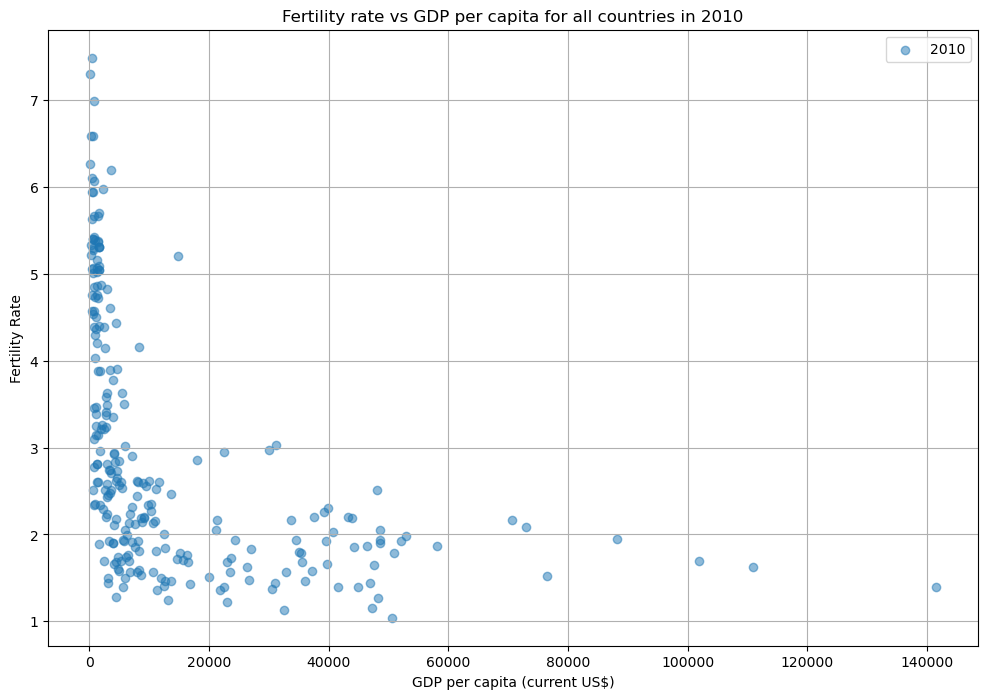 Fertility rate vs GDP per capita for all countries in 2010
2010
7
6
5
4
3
2
1
Fertility Rate
0 20000 40000 60000 80000 100000 120000 140000
GDP per capita (current US$)